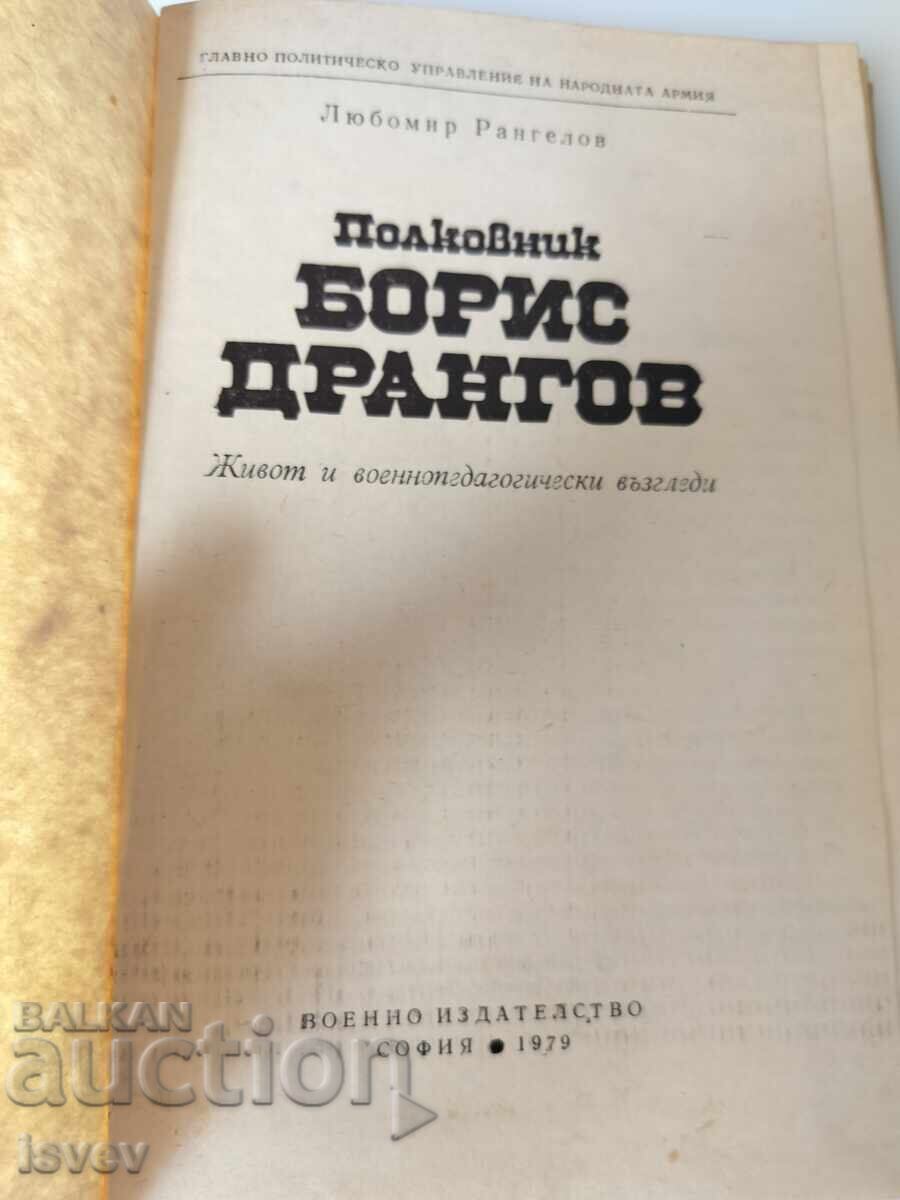 ГЛАВНО ПОЛИТИЧЕСКО УПРАВЛЕНИЕ НА НАРОДНАТА АРМИЯ
Любомир Рангелов
Полковник
БОРИС
ДРАНГОВ
Живот и военнопедагогически възгледи
ВОЕННО ИЗДАТЕЛСТВО
СОФИЯ ● 1979
BALKAN
auction
isvev